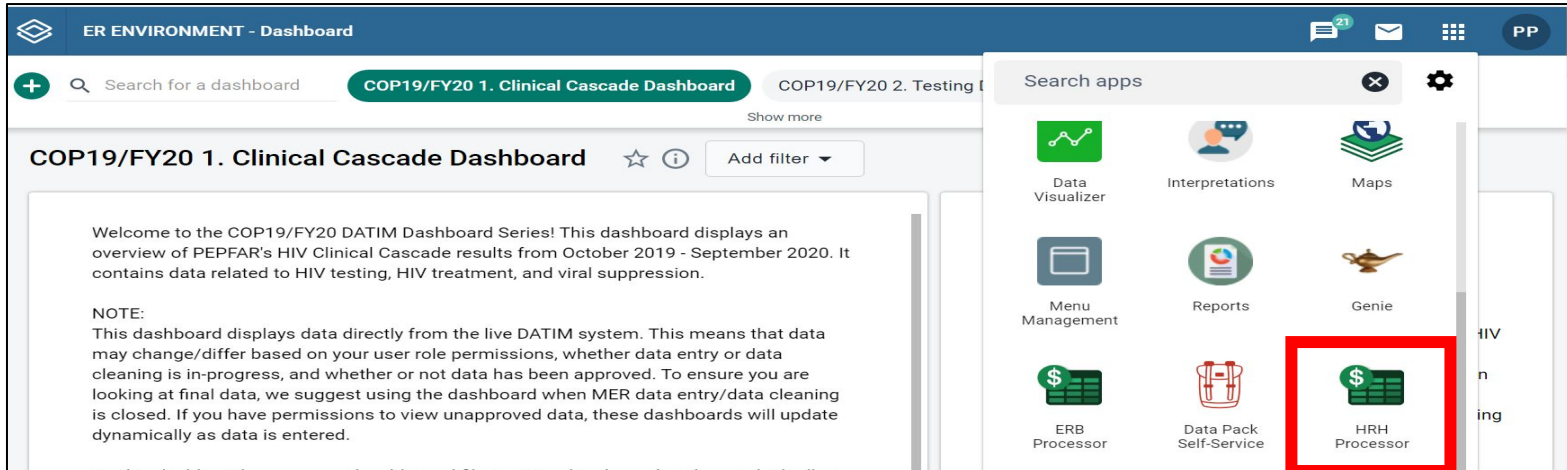 ER ENVIRONMENT - Dashboard
21
PP
Search for a dashboard
COP19/FY20 1. Clinical Cascade Dashboard
COP19/FY20 2. Testing
Show more
Search apps
COP19/FY20 1. Clinical Cascade Dashboard
Add filter
Welcome to the COP19/FY20 DATIM Dashboard Series! This dashboard displays an
overview of PEPFAR's HIV Clinical Cascade results from October 2019 - September 2020. It
contains data related to HIV testing, HIV treatment, and viral suppression.
NOTE:
This dashboard displays data directly from the live DATIM system. This means that data
may change/differ based on your user role permissions, whether data entry or data
cleaning is in-progress, and whether or not data has been approved. To ensure you are
looking at final data, we suggest using the dashboard when MER data entry/data cleaning
is closed. If you have permissions to view unapproved data, these dashboards will update
dynamically as data is entered.
Data
Visualizer
Interpretations
Maps
Menu
Management
Reports
Genie
ERB
Processor
Data Pack
Self-Service
HRH
Processor
HIV
n
ing